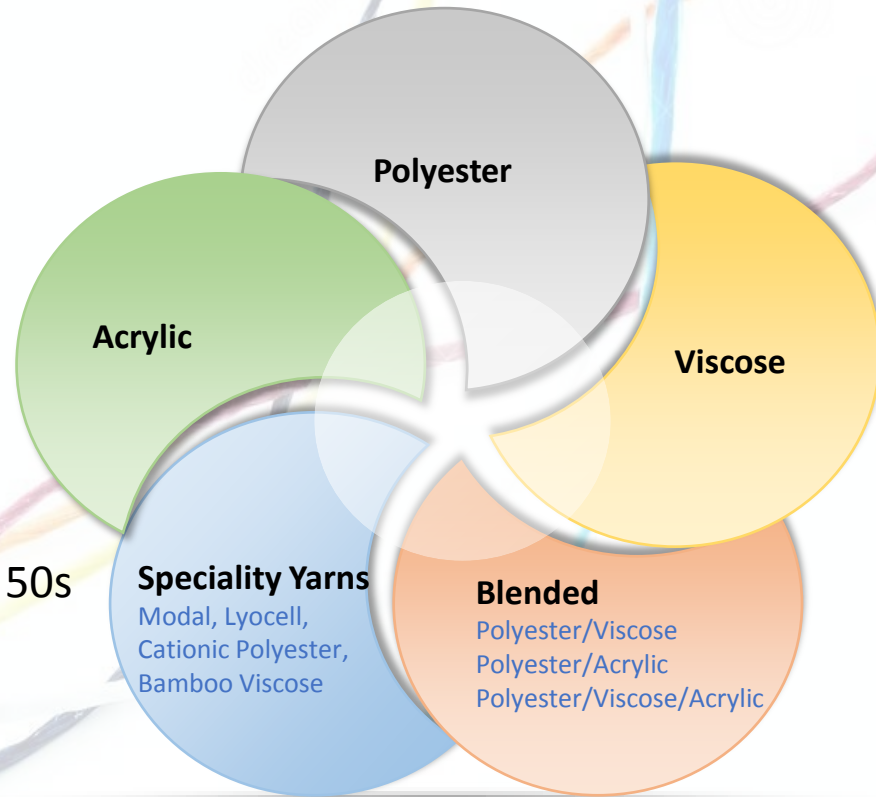 Polyester
Acrylic
Viscose
50s
Speciality Yarns
Modal, Lyocell,
Cationic Polyester,
Bamboo Viscose
Blended
Polyester/Viscose
Polyester/Acrylic
Polyester/Viscose/Acrylic